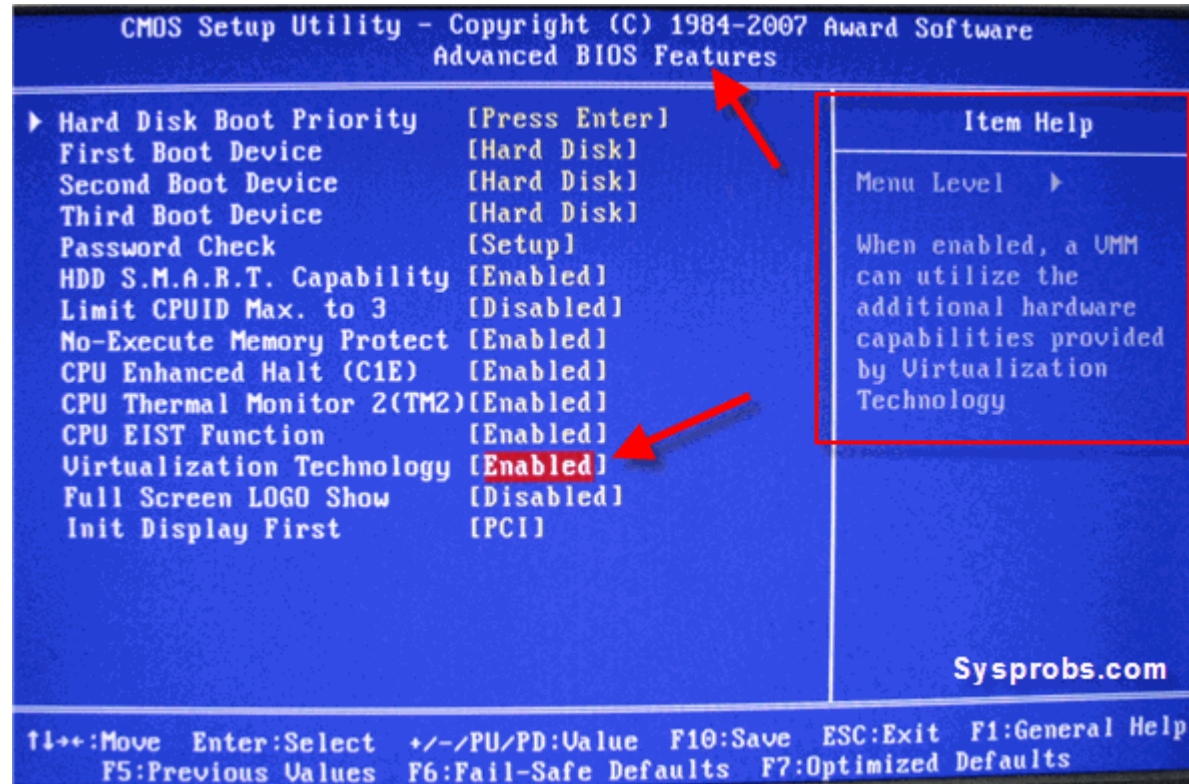 CMOS Setup Utility - Copyright (C) 1984-2007 Award Software
Advanced BIOS Features
Hard Disk Boot Priority [Press Enter]
First Boot Device [Hard Disk]
Second Boot Device [Hard Disk]
Third Boot Device [Hard Disk]
Password Check [Setup]
HDD S.M.A.R.T. Capability [Enabled]
Limit CPUID Max. to 3 [Disabled]
No-Execute Memory Protect [Enabled]
CPU Enhanced Halt (C1E) [Enabled]
CPU Thermal Monitor 2(TM2)[Enabled]
CPU EIST Function [Enabled]
Virtualization Technology [Enabled]
Full Screen LOGO Show [Disabled]
Init Display First [PCI]
Item Help
Menu Level
When enabled, a VMM
can utilize the
additional hardware
capabilities provided
by Virtualization
Technology
Sysprobs.com
↑↓→←:Move Enter:Select +/-/PU/PD:Value F10:Save ESC:Exit F1:General Help
F5:Previous Values F6:Fail-Safe Defaults F7:Optimized Defaults